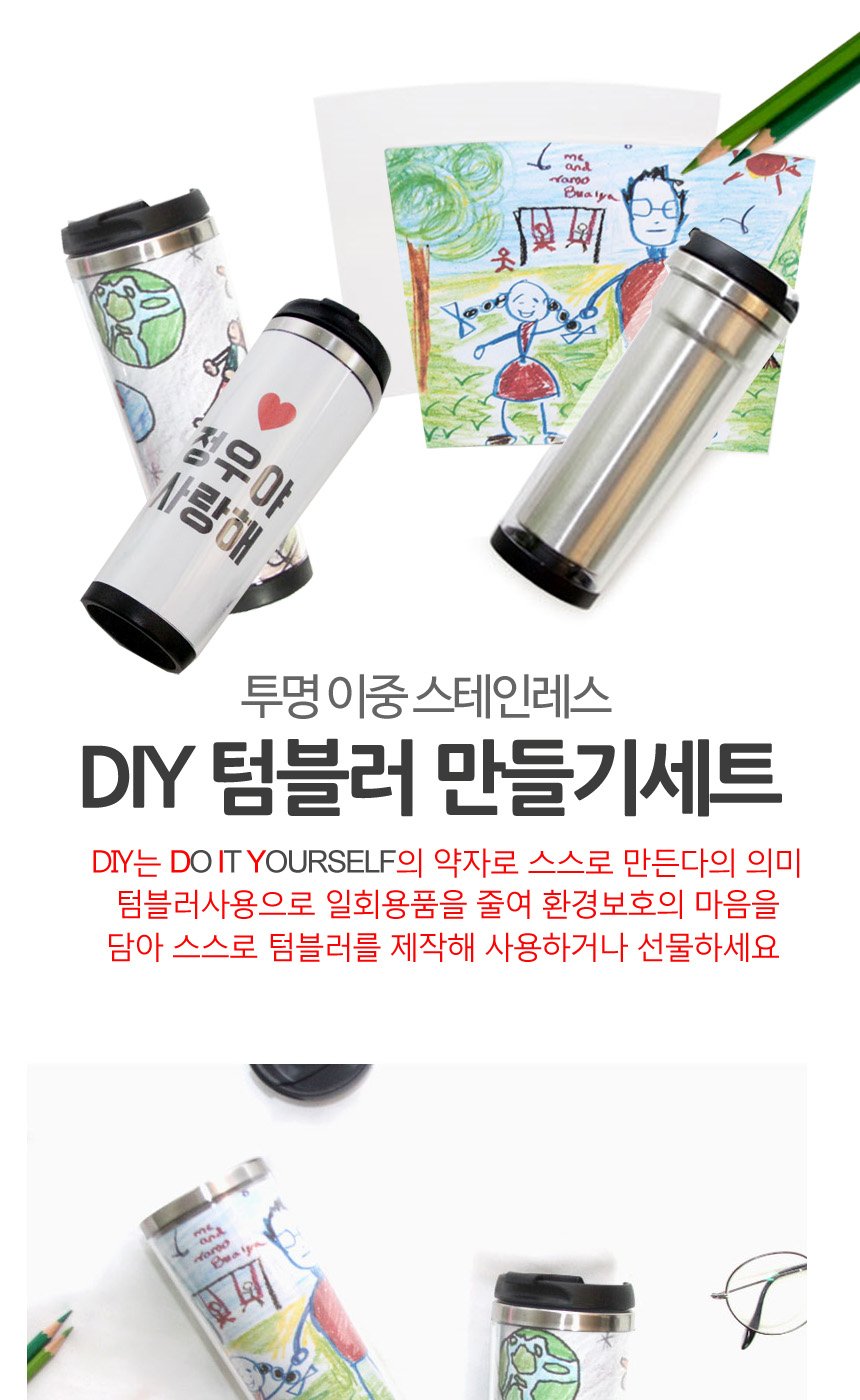 me
and
정우야
사랑해
투명 이중 스테인레스
DIY 텀블러 만들기세트
DIY는 DO IT YOURSELF의 약자로 스스로 만든다의 의미
텀블러사용으로 일회용품을 줄여 환경보호의 마음을
담아 스스로 텀블러를 제작해 사용하거나 선물하세요
me
and